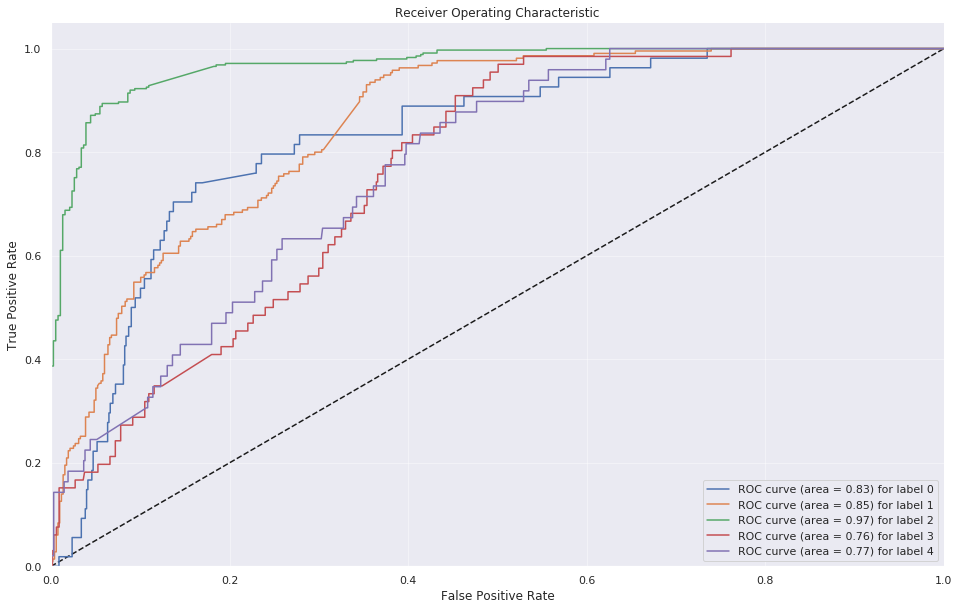 Receiver Operating Characteristic
True Positive Rate
1.0
0.8
0.6
0.4
0.2
0.0
0.0 0.2 0.4 0.6 0.8 1.0
False Positive Rate
ROC curve (area = 0.83) for label 0
ROC curve (area = 0.85) for label 1
ROC curve (area = 0.97) for label 2
ROC curve (area = 0.76) for label 3
ROC curve (area = 0.77) for label 4